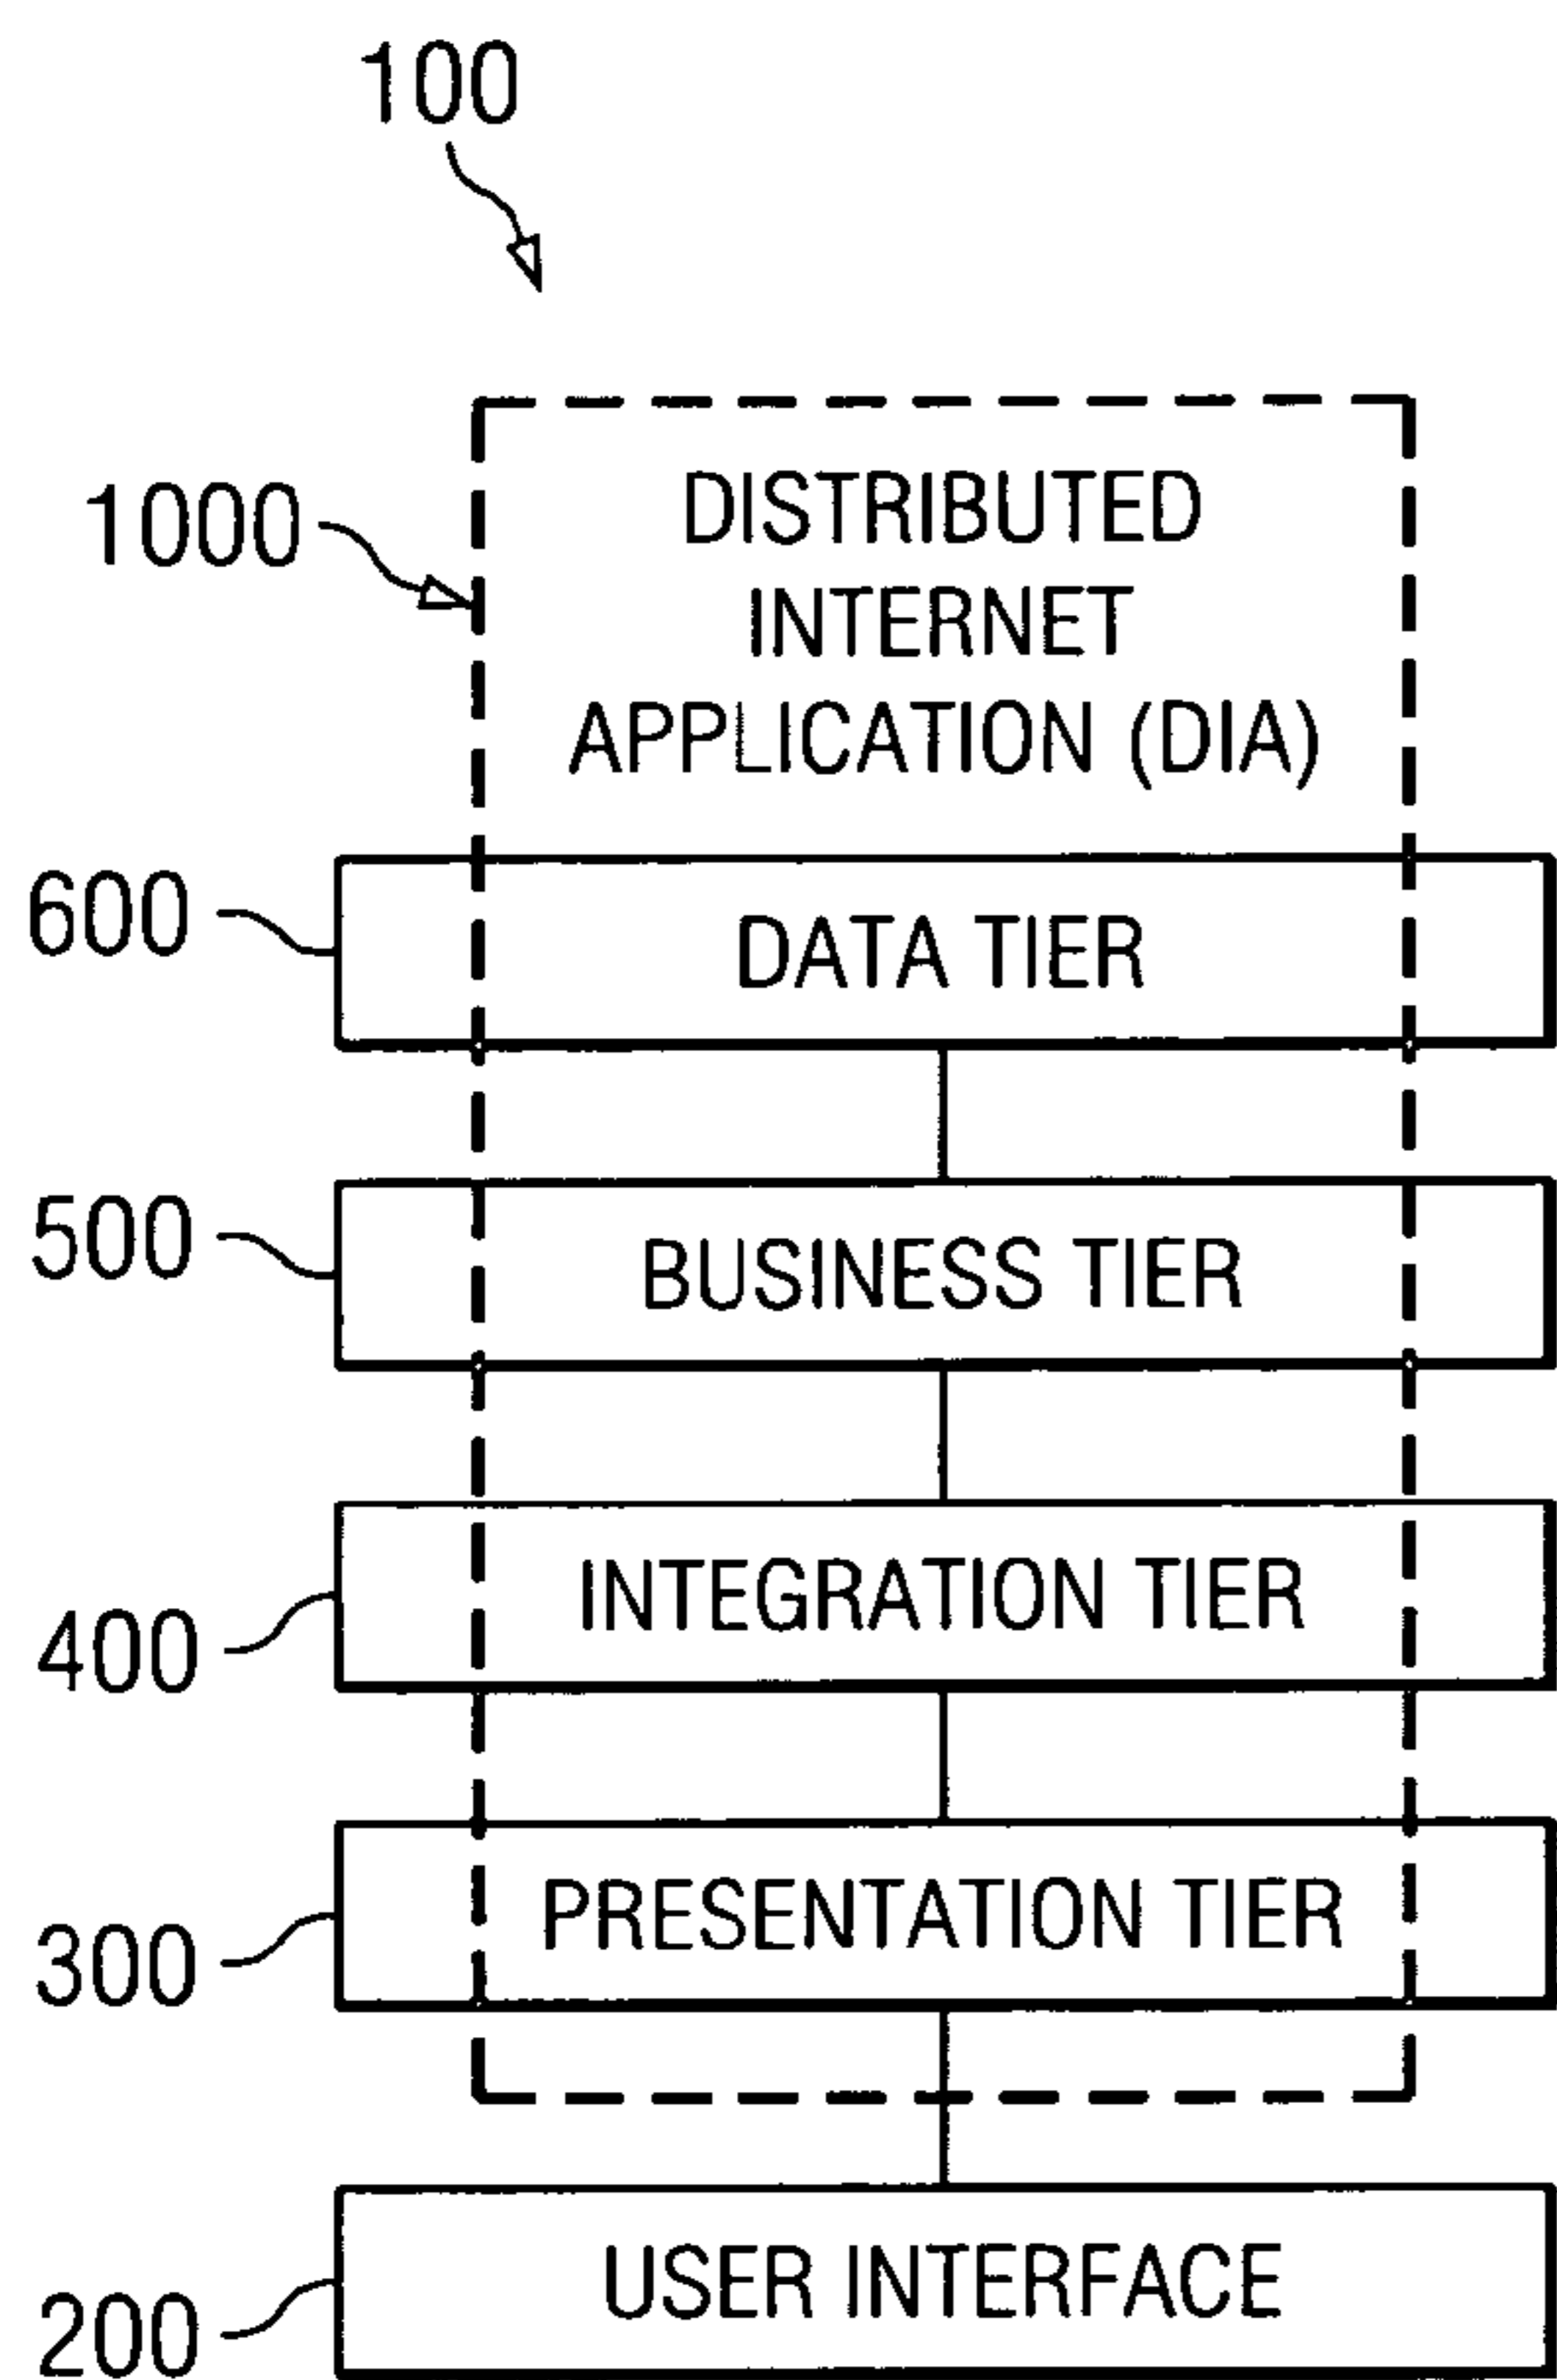 100
1000
DISTRIBUTED
INTERNET
APPLICATION (DIA)
600
DATA TIER
500
BUSINESS TIER
400
INTEGRATION TIER
300
PRESENTATION TIER
200
USER INTERFACE